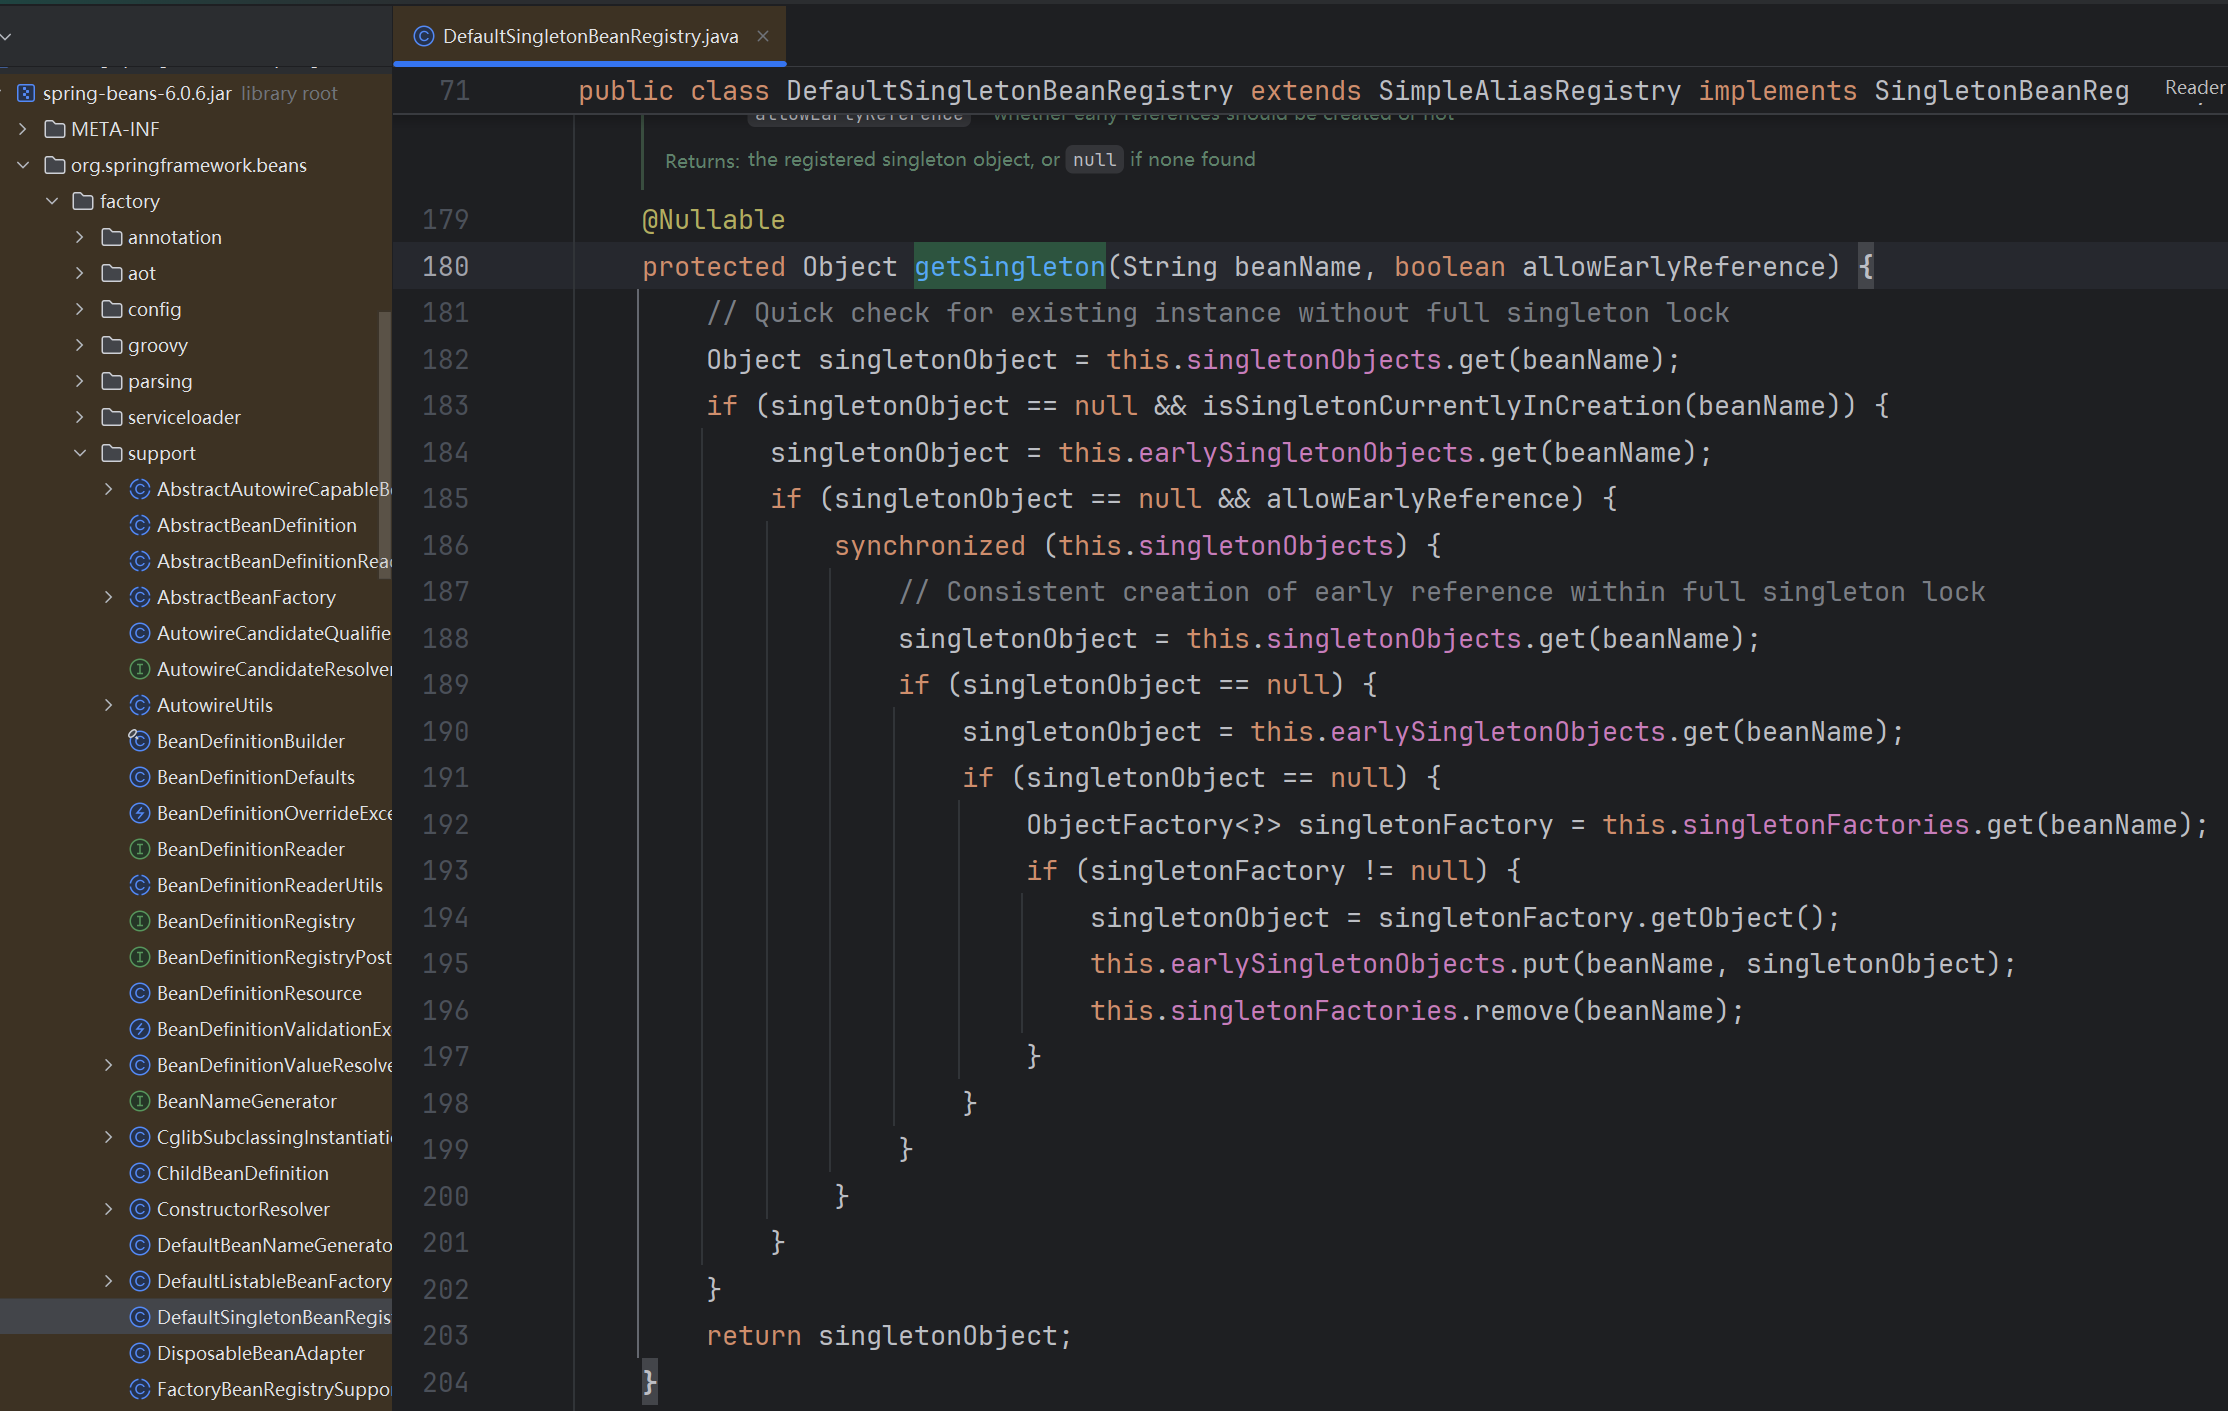 spring-beans-6.0.6.jar library root
META-INF
org.springframework.beans
factory
annotation
aot
config
groovy
parsing
serviceloader
support
AbstractAutowireCapableB
AbstractBeanDefinition
AbstractBeanDefinitionRea
AbstractBeanFactory
AutowireCandidateQualifie
AutowireCandidateResolver
AutowireUtils
BeanDefinitionBuilder
BeanDefinitionDefaults
BeanDefinitionOverrideExce
BeanDefinitionReader
BeanDefinitionReaderUtils
BeanDefinitionRegistry
BeanDefinitionRegistryPost
BeanDefinitionResource
BeanDefinitionValidationEx
BeanDefinitionValueResolve
BeanNameGenerator
CglibSubclassingInstantiati
ChildBeanDefinition
ConstructorResolver
DefaultBeanNameGenerato
DefaultListableBeanFactory
DefaultSingletonBeanRegis
DisposableBeanAdapter
FactoryBeanRegistrySuppo
DefaultSingletonBeanRegistry.java
71 public class DefaultSingletonBeanRegistry extends SimpleAliasRegistry implements SingletonBeanReg Reader
allowEarlyReference – whether early references should be created or not
Returns: the registered singleton object, or null if none found
179 @Nullable
180 protected Object getSingleton(String beanName, boolean allowEarlyReference) {
181 // Quick check for existing instance without full singleton lock
182 Object singletonObject = this.singletonObjects.get(beanName);
183 if (singletonObject == null && isSingletonCurrentlyInCreation(beanName)) {
184 singletonObject = this.earlySingletonObjects.get(beanName);
185 if (singletonObject == null && allowEarlyReference) {
186 synchronized (this.singletonObjects) {
187 // Consistent creation of early reference within full singleton lock
188 singletonObject = this.singletonObjects.get(beanName);
189 if (singletonObject == null) {
190 singletonObject = this.earlySingletonObjects.get(beanName);
191 if (singletonObject == null) {
192 ObjectFactory<?> singletonFactory = this.singletonFactories.get(beanName);
193 if (singletonFactory != null) {
194 singletonObject = singletonFactory.getObject();
195 this.earlySingletonObjects.put(beanName, singletonObject);
196 this.singletonFactories.remove(beanName);
197 }
198 }
199 }
200 }
201 }
202 }
203 return singletonObject;
204 }